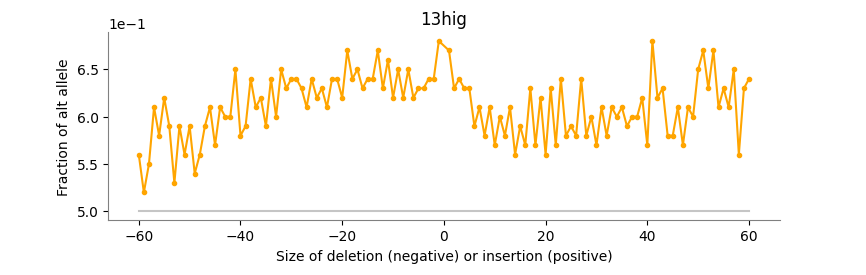 13hig
1e−1
Fraction of alt allele
6.5
6.0
5.5
5.0
−60 −40 −20 0 20 40 60
Size of deletion (negative) or insertion (positive)